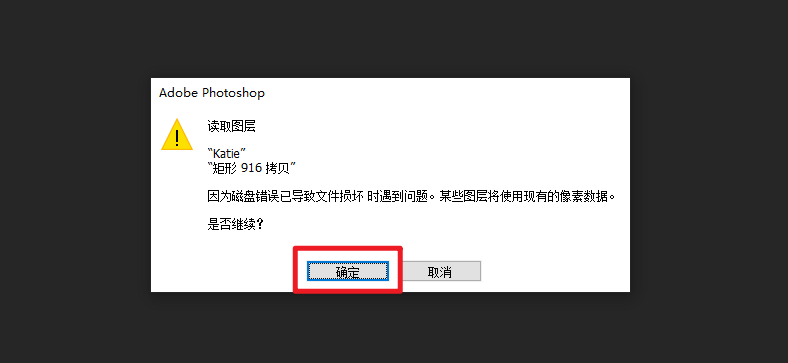 Adobe Photoshop
读取图层
“Katie”
“矩形 916 拷贝”
因为磁盘错误已导致文件损坏 时遇到问题。某些图层将使用现有的像素数据。
是否继续？
确定
取消